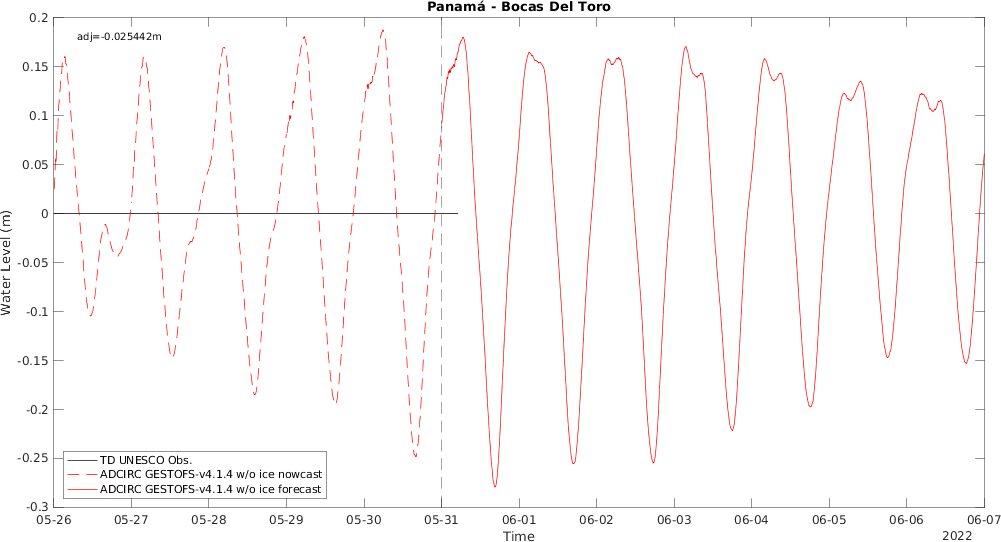 Panamá - Bocas Del Toro
adj=-0.025442m
0.2
0.15
0.1
0.05
0
-0.05
-0.1
-0.15
-0.2
-0.25
-0.3
Water Level (m)
TD UNESCO Obs.
ADCIRC GESTOFS-v4.1.4 w/o ice nowcast
ADCIRC GESTOFS-v4.1.4 w/o ice forecast
05-26 05-27 05-28 05-29 05-30 05-31 06-01 06-02 06-03 06-04 06-05 06-06 06-07
Time
2022